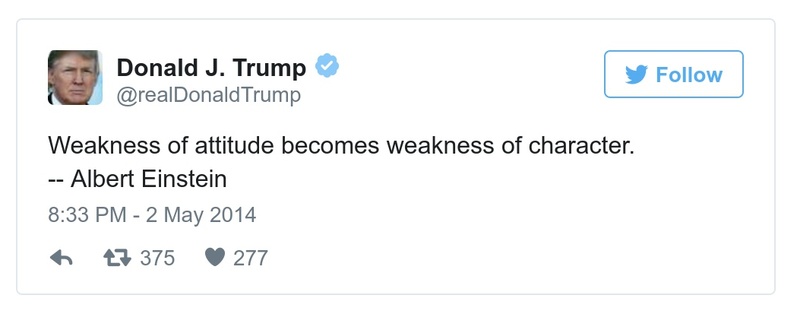 Donald J. Trump
@realDonaldTrump
Follow
Weakness of attitude becomes weakness of character.
-- Albert Einstein
8:33 PM - 2 May 2014
375 277